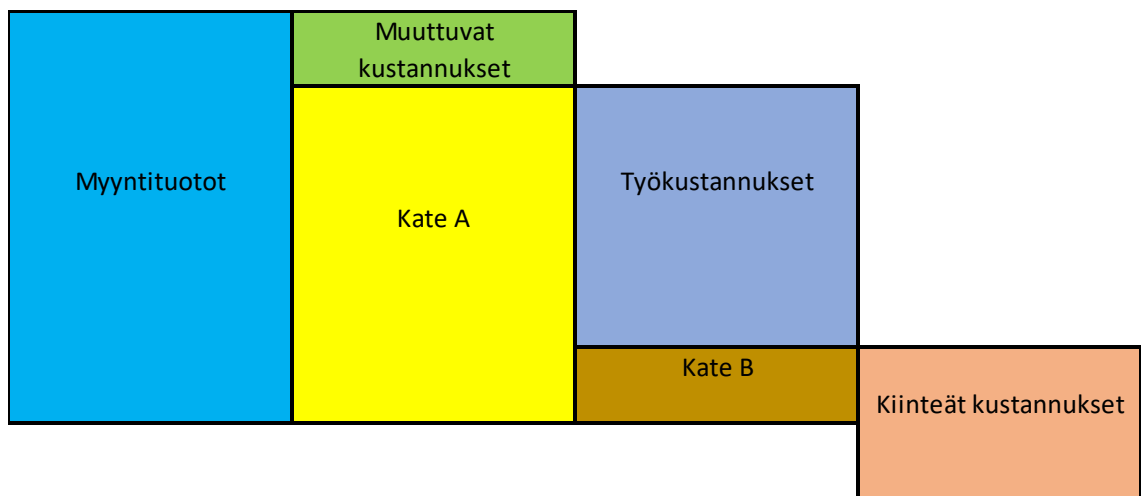 Muuttuvat
kustannukset
Myyntituotot
Kate A
Työkustannukset
Kate B
Kiinteät kustannukset